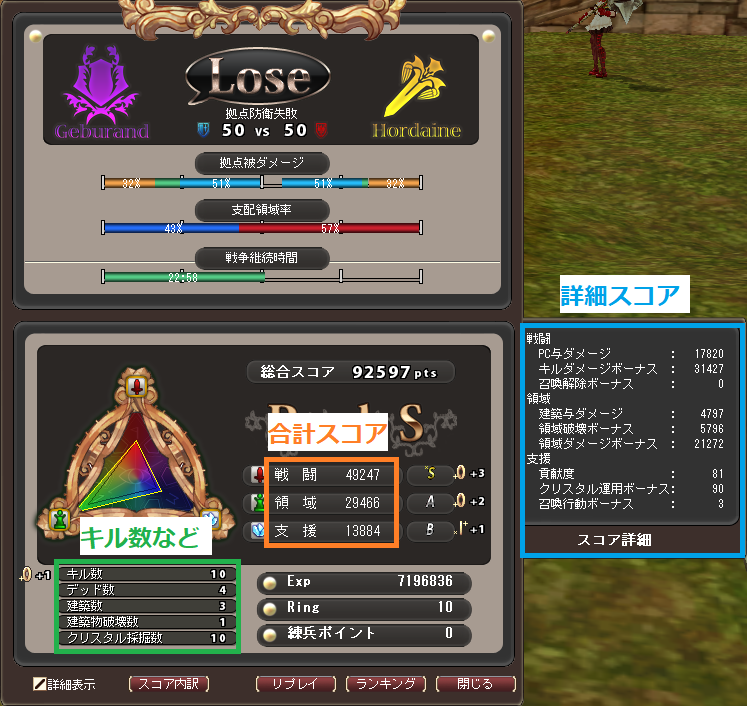 Lose
Geburand
Hordaine
拠点防衛失敗
50 vs 50
拠点被ダメージ
92% 51% 51% 92%
支配領域率
43% 57%
戦争継続時間
22:58
詳細スコア
戦闘
PC与ダメージ : 17820
キルダメージボーナス : 31427
召喚解除ボーナス : 0
領域
建築与ダメージ : 4797
領域破壊ボーナス : 5796
領域ダメージボーナス : 21272
支援
貢献度 : 81
クリスタル運用ボーナス: 90
召喚行動ボーナス : 3
スコア詳細
総合スコア 92597pts
S
合計スコア
戦闘 49247 S +3
領域 29466 A +2
支援 13884 B +1
キル数など
+1
キル数 10
デッド数 4
建築数 3
建築物破壊数 1
クリスタル採掘数 10
Exp 7196836
Ring 10
練兵ポイント 0
詳細表示
スコア内訳
リプレイ
ランキング
閉じる